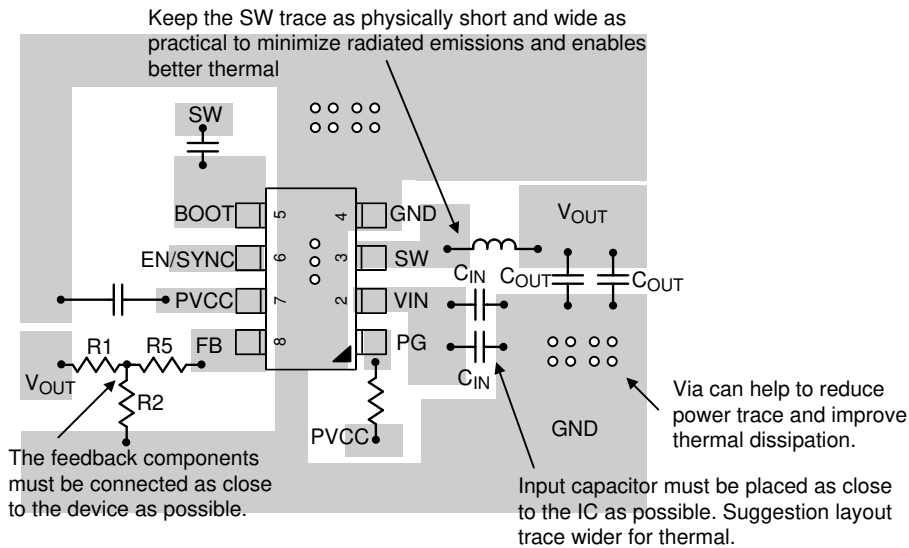 Keep the SW trace as physically short and wide as
practical to minimize radiated emissions and enables
better thermal
SW
BOOT
5
4
GND
VOUT
EN/SYNC
6
3
SW
CIN
COUT
COUT
PVCC
7
2
VIN
R1
R5
FB
8
PG
VOUT
R2
CIN
PVCC
GND
Via can help to reduce
power trace and improve
thermal dissipation.
The feedback components
must be connected as close
to the device as possible.
Input capacitor must be placed as close
to the IC as possible. Suggestion layout
trace wider for thermal.